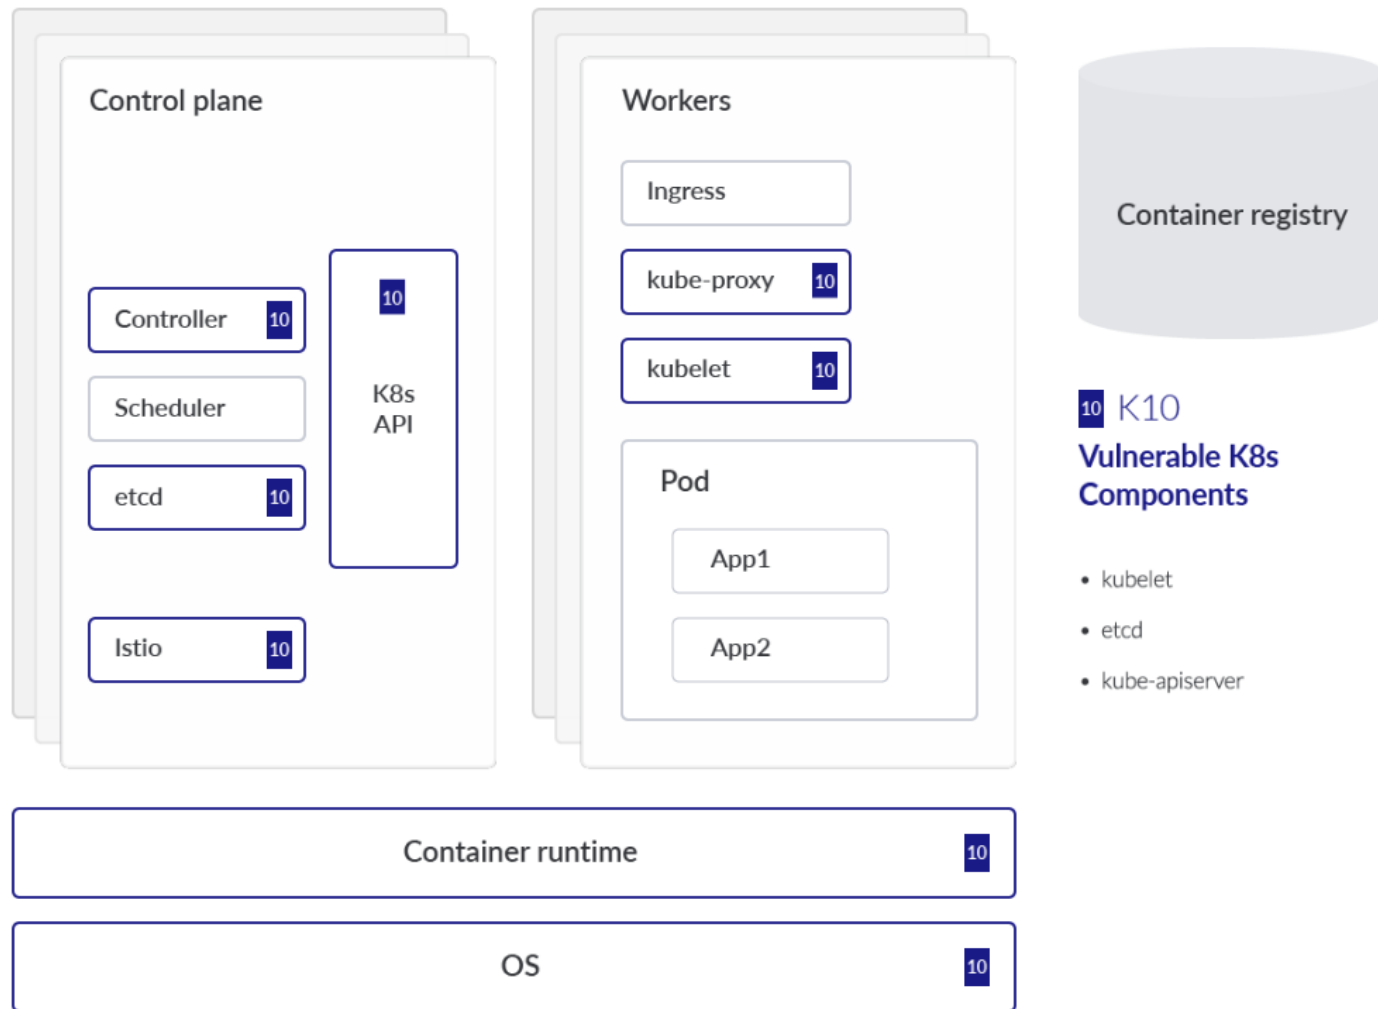 Control plane
Controller 10
Scheduler
etcd 10
Istio 10
10
K8s
API
Workers
Ingress
kube-proxy 10
kubelet 10
Pod
App1
App2
Container registry
10 K10
Vulnerable K8s
Components
• kubelet
• etcd
• kube-apiserver
Container runtime 10
OS 10